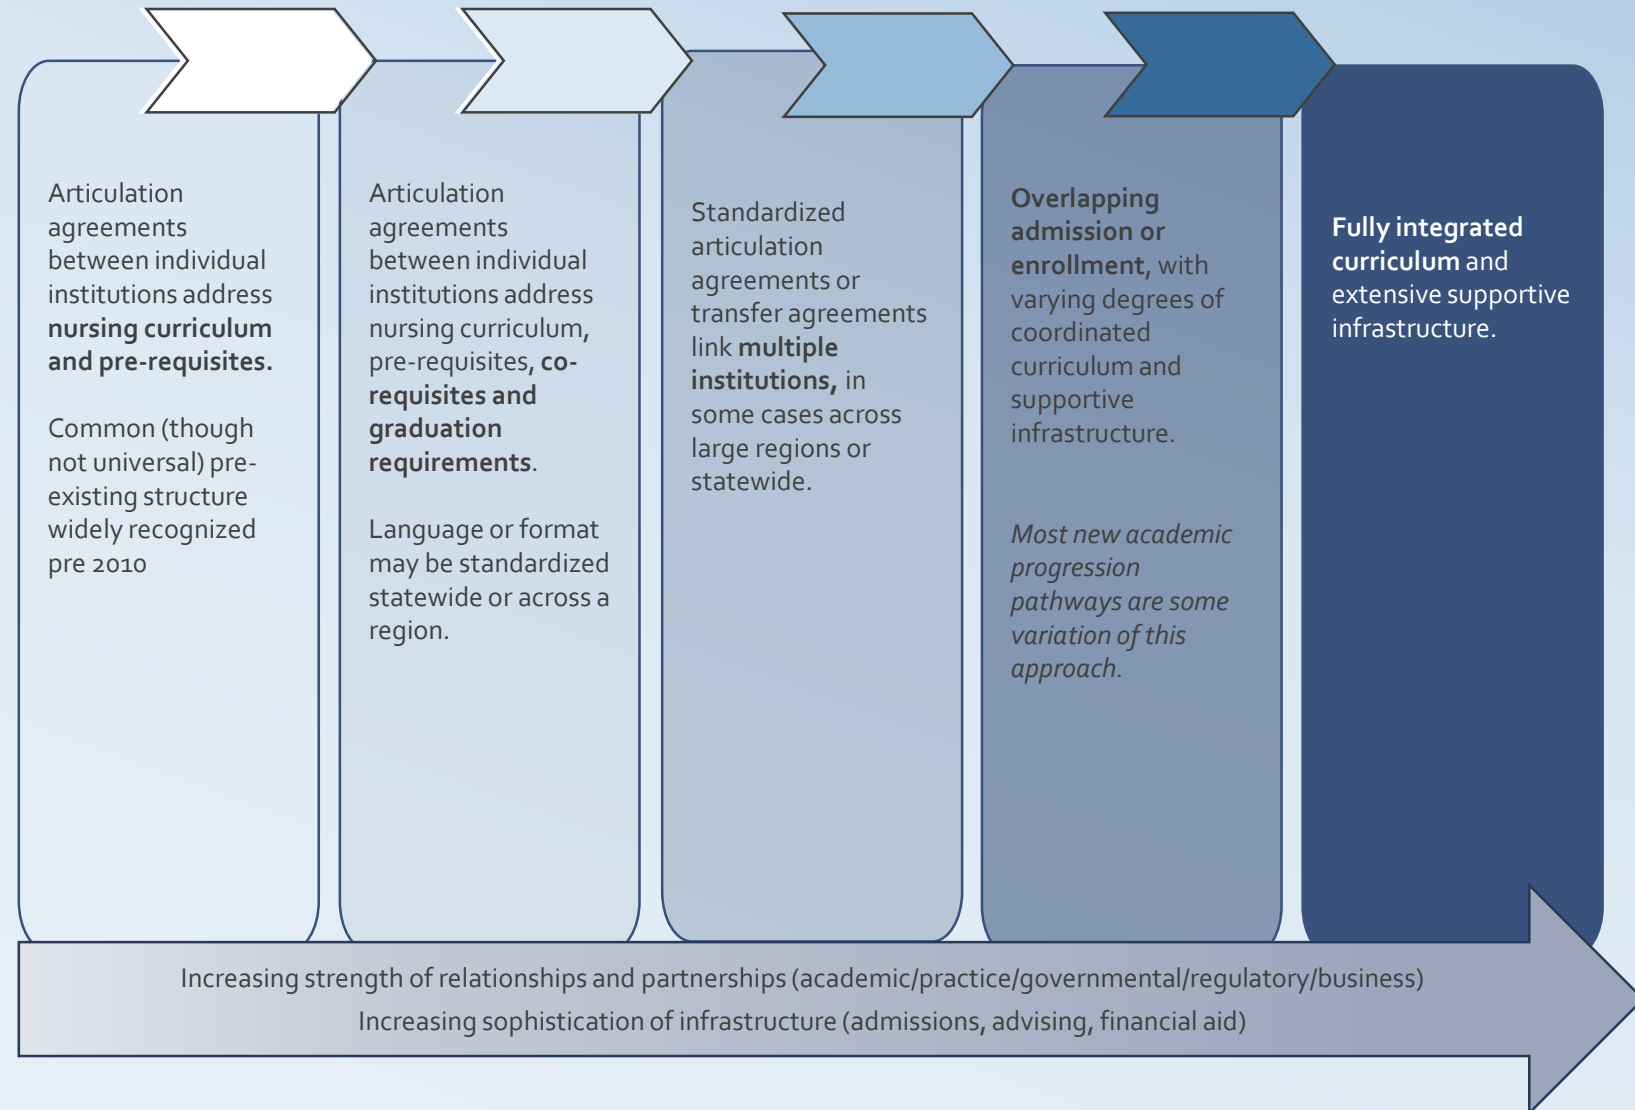 Articulation
agreements
between individual
institutions address
nursing curriculum
and pre-requisites.
Common (though
not universal) pre-
existing structure
widely recognized
pre 2010
Articulation
agreements
between individual
institutions address
nursing curriculum,
pre-requisites, co-
requisites and
graduation
requirements.
Language or format
may be standardized
statewide or across a
region.
Standardized
articulation
agreements or
transfer agreements
link multiple
institutions, in
some cases across
large regions or
statewide.
Overlapping
admission or
enrollment, with
varying degrees of
coordinated
curriculum and
supportive
infrastructure.
Most new academic
progression
pathways are some
variation of this
approach.
Fully integrated
curriculum and
extensive supportive
infrastructure.
Increasing strength of relationships and partnerships (academic/practice/governmental/regulatory/business)
Increasing sophistication of infrastructure (admissions, advising, financial aid)